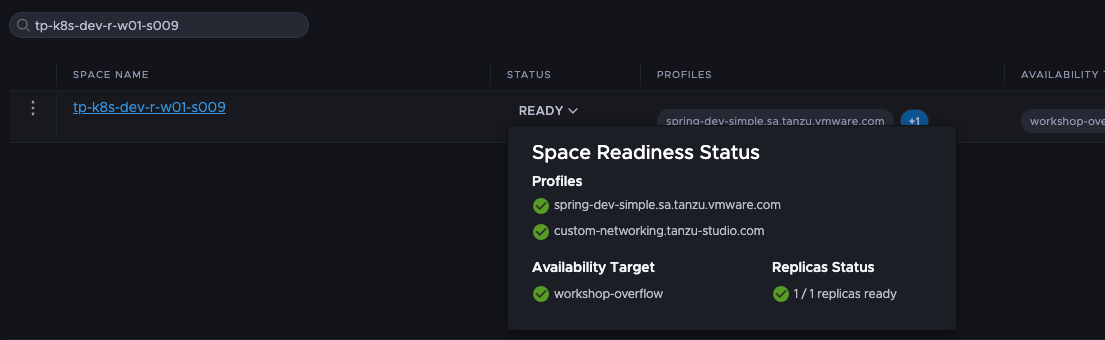 tp-k8s-dev-r-w01-s009
SPACE NAME STATUS PROFILES AVAILABILITY
tp-k8s-dev-r-w01-s009 READY spring-dev-simple.sa.tanzu.vmware.com +1
Space Readiness Status
Profiles
spring-dev-simple.sa.tanzu.vmware.com
custom-networking.tanzu-studio.com
Availability Target Replicas Status
workshop-overflow 1 / 1 replicas ready